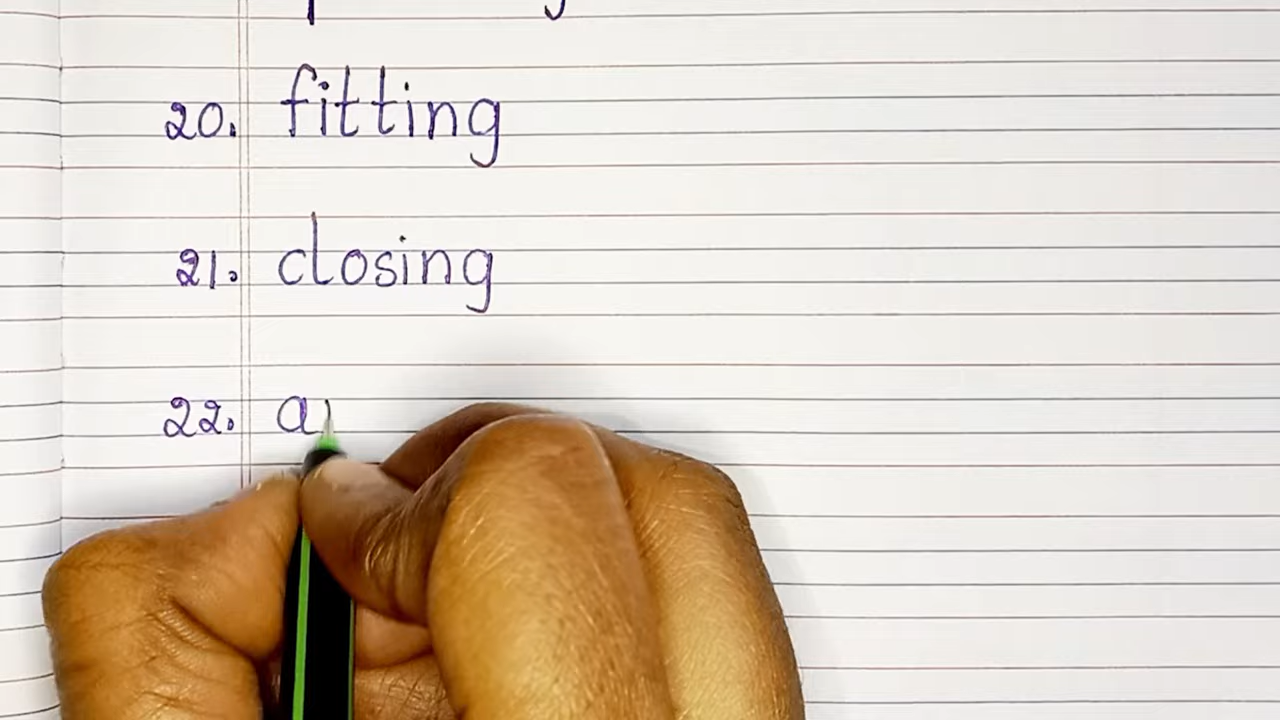 20. fitting
21. closing
22. a